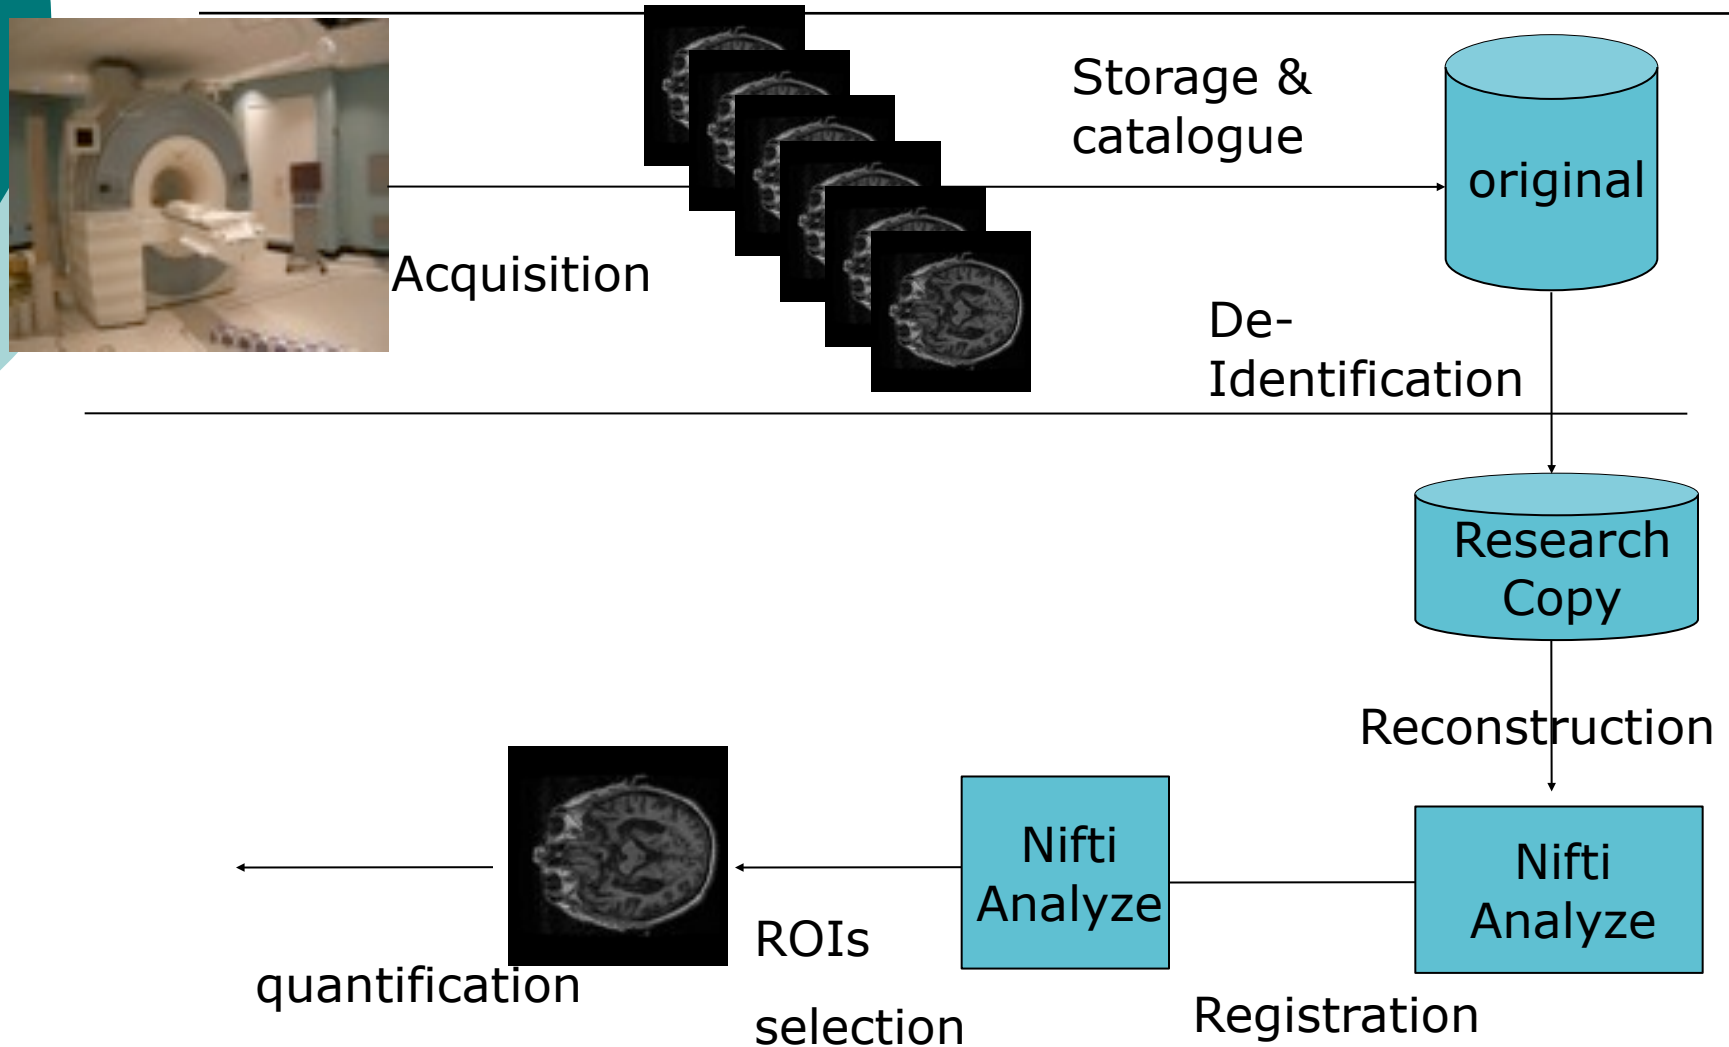 Storage &
catalogue
original
Acquisition
De-
Identification
Research
Copy
Reconstruction
Nifti
Analyze
Nifti
Analyze
ROIs
selection
quantification
Registration